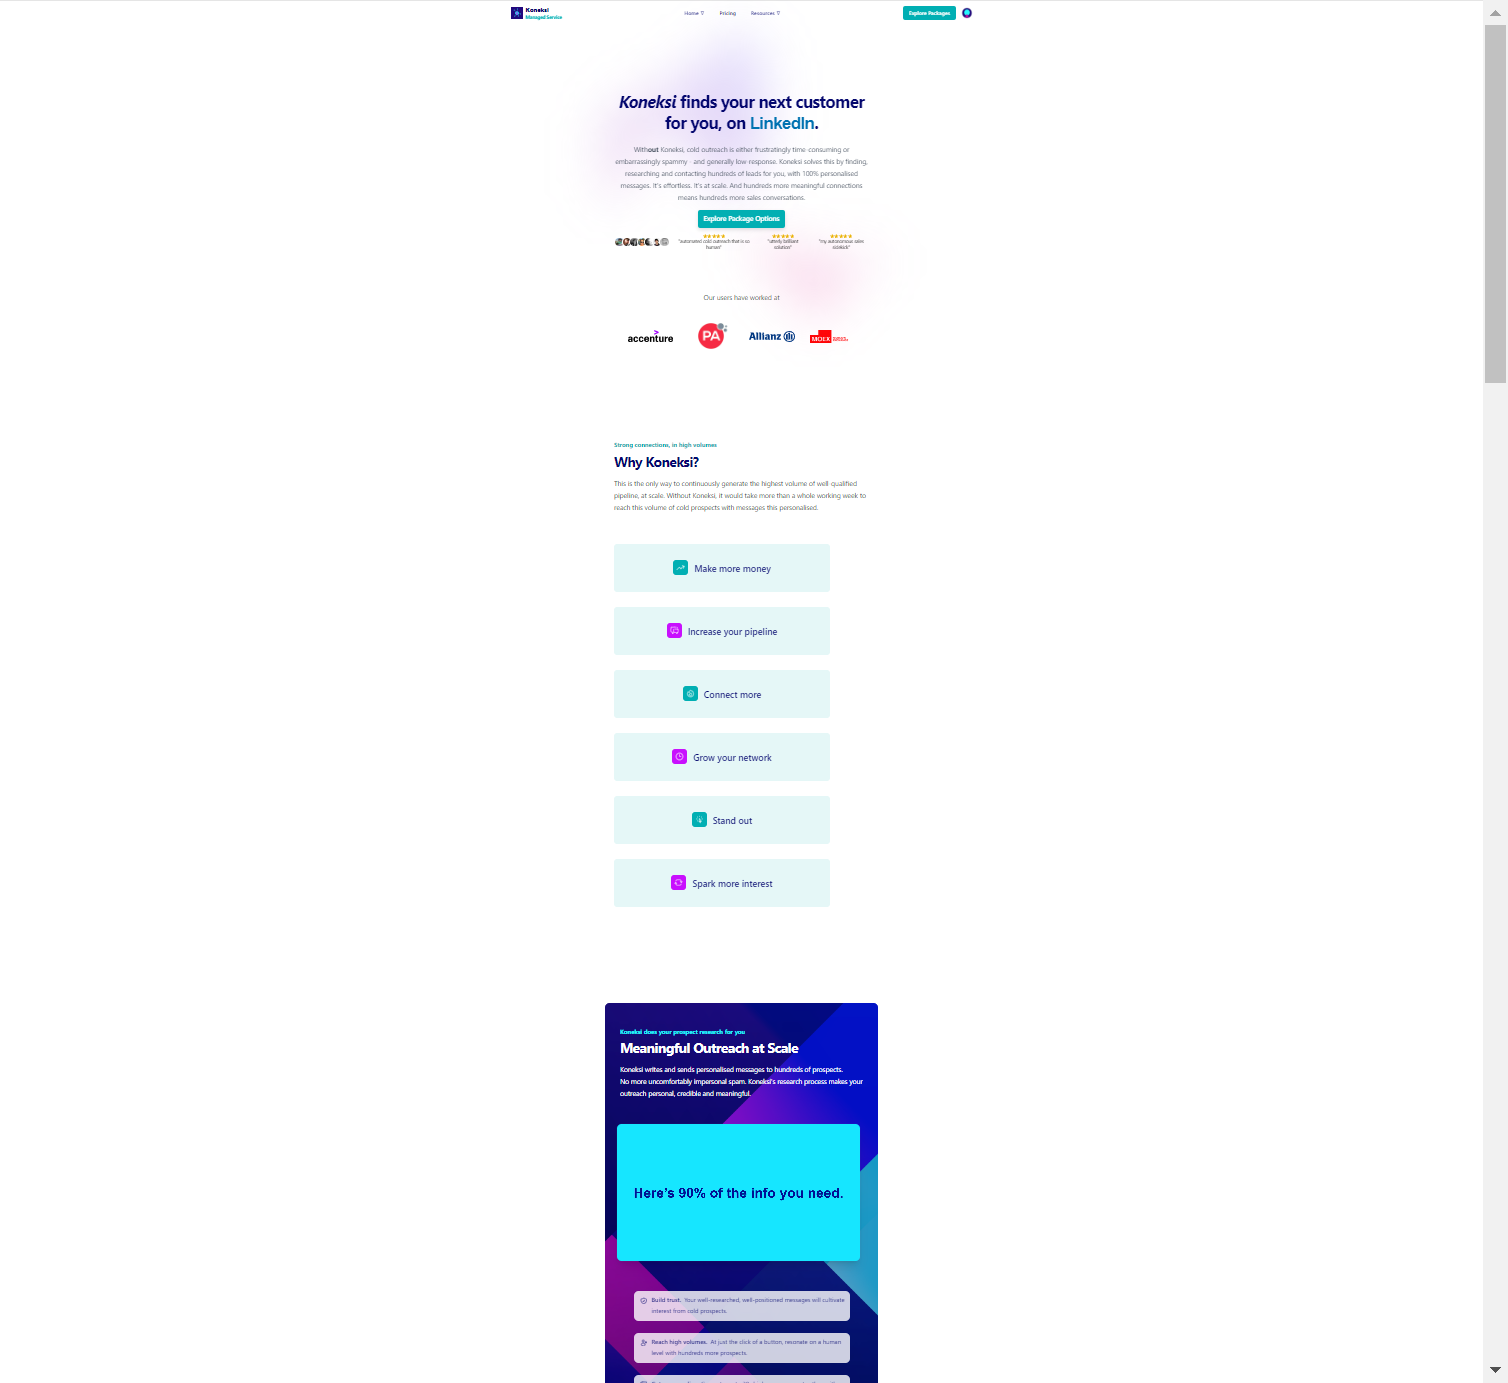 Koneksi
Managed Service
Home
Pricing
Resources
Explore Packages
Koneksi finds your next customer
for you, on LinkedIn.
Without Koneksi, cold outreach is either frustratingly time-consuming or
embarrassingly spammy - and generally low-response. Koneksi solves this by finding,
researching and contacting hundreds of leads for you, with 100% personalised
messages. It's effortless. It's at scale. And hundreds more meaningful connections
means hundreds more sales conversations.
Explore Package Options
"automated cold outreach that is so
human"
"utterly brilliant
solution"
"my autonomous sales
sidekick"
Our users have worked at
accenture
PA
Allianz
Strong connections, in high volumes
Why Koneksi?
This is the only way to continuously generate the highest volume of well-qualified
pipeline, at scale. Without Koneksi, it would take more than a whole working week to
reach this volume of cold prospects with messages this personalised.
Make more money
Increase your pipeline
Connect more
Grow your network
Stand out
Spark more interest
Koneksi does your prospect research for you
Meaningful Outreach at Scale
Koneksi writes and sends personalised messages to hundreds of prospects.
No more uncomfortably impersonal spam. Koneksi's research process makes your
outreach personal, credible and meaningful.
Here's 90% of the info you need.
Build trust. Your well-researched, well-positioned messages will cultivate
interest from cold prospects.
Reach high volumes. At just the click of a button, resonate on a human
level with hundreds more prospects.